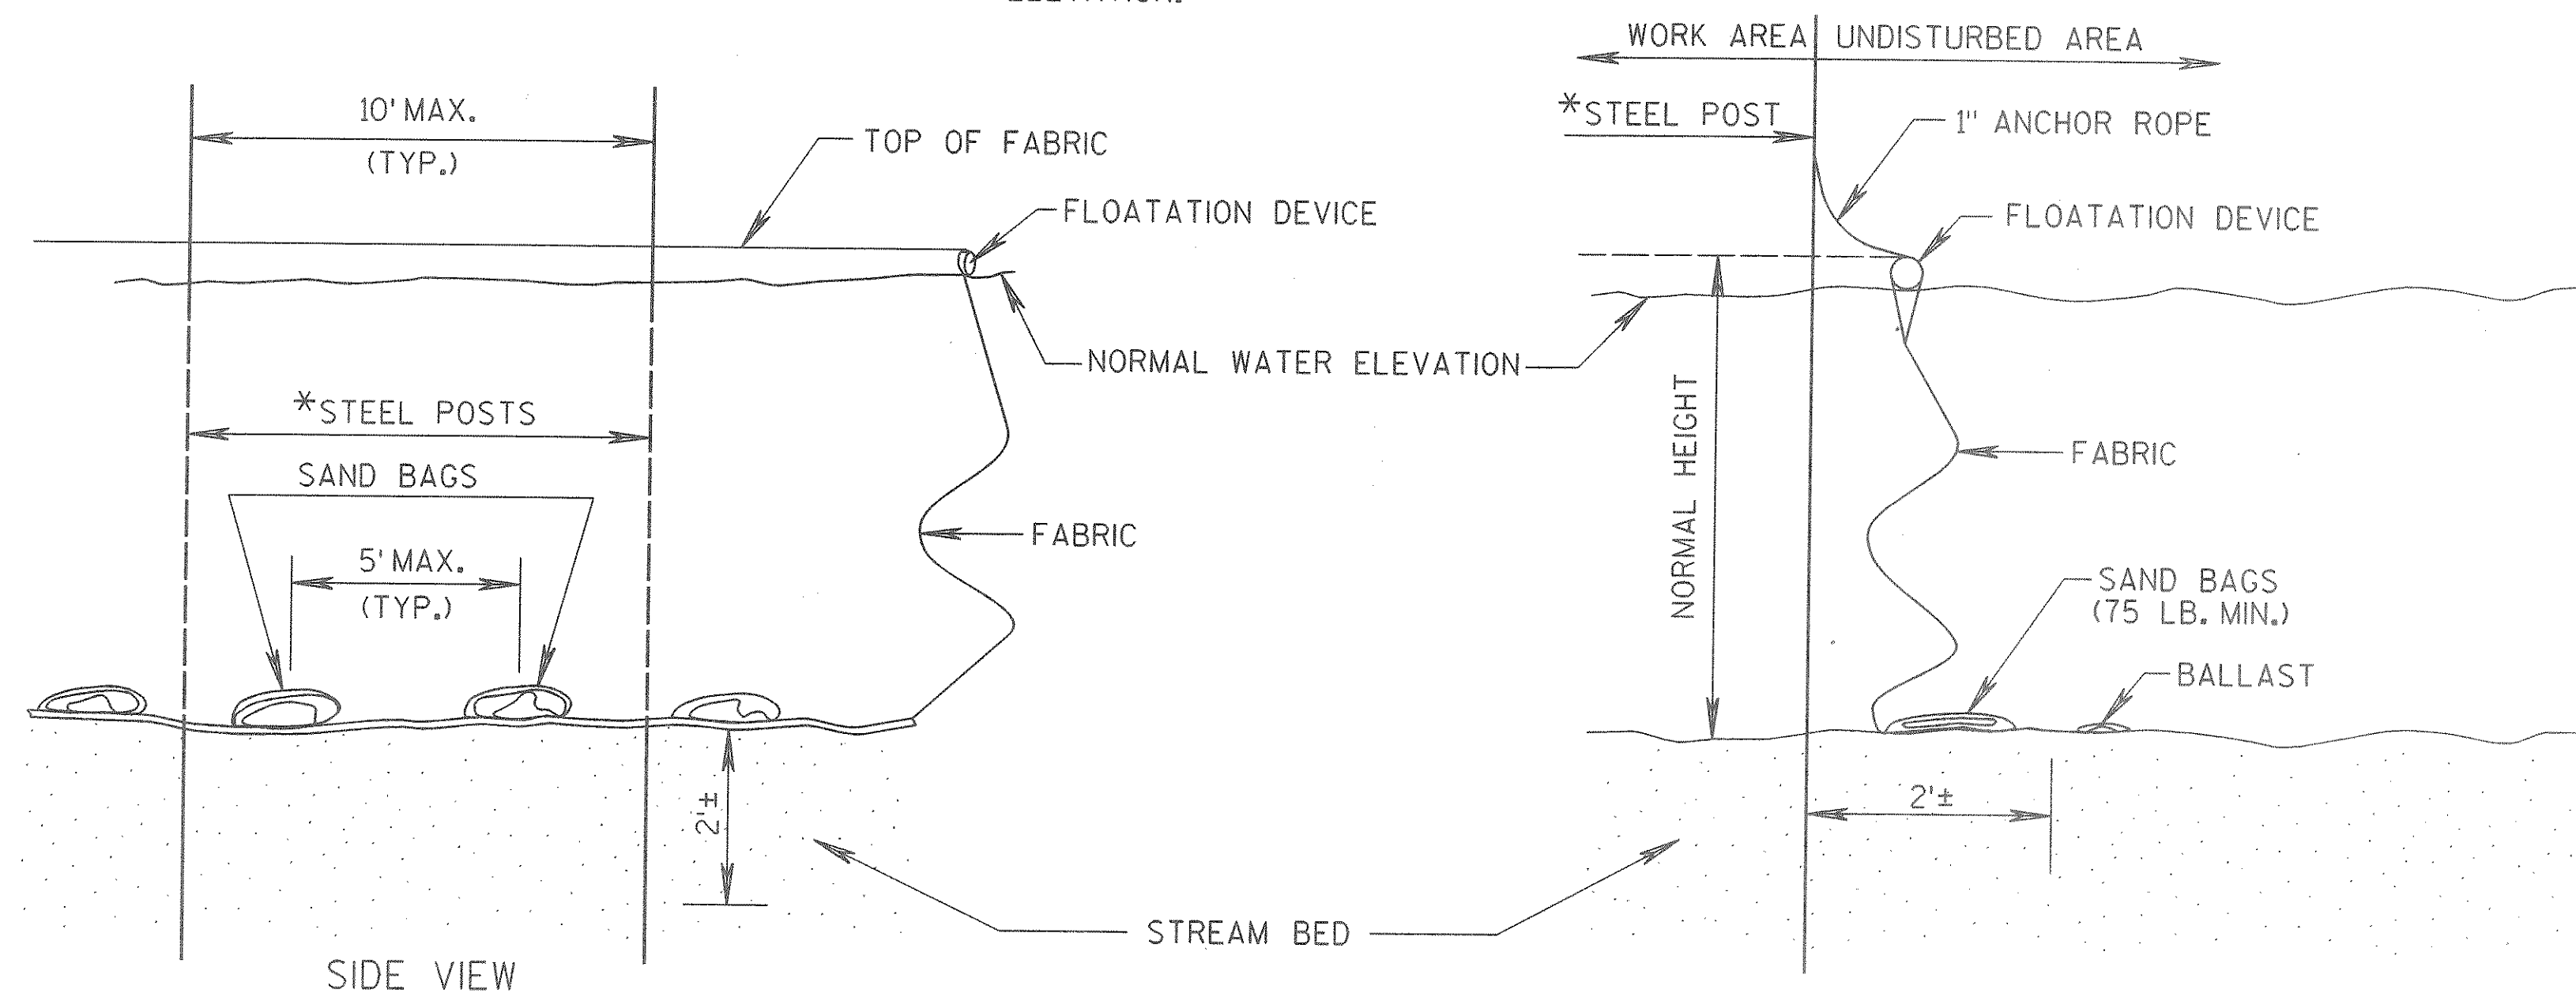 10' MAX.
(TYP.)
TOP OF FABRIC
FLOATATION DEVICE
NORMAL WATER ELEVATION
*STEEL POSTS
SAND BAGS
5' MAX.
(TYP.)
FABRIC
2'±
STREAM BED
SIDE VIEW
WORK AREA
UNDISTURBED AREA
*STEEL POST
1" ANCHOR ROPE
FLOATATION DEVICE
NORMAL HEIGHT
FABRIC
SAND BAGS
(75 LB. MIN.)
BALLAST
2'±